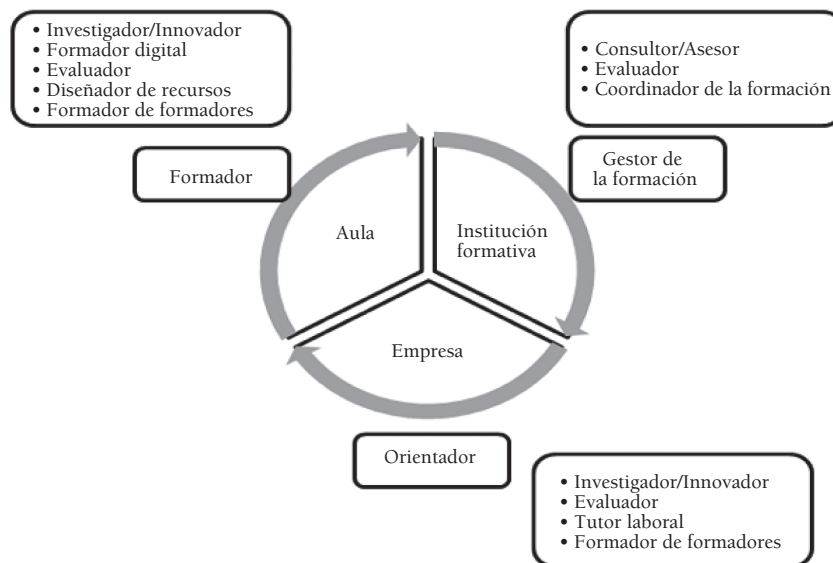 • Investigador/Innovador
• Formador digital
• Evaluador
• Diseñador de recursos
• Formador de formadores
• Consultor/Asesor
• Evaluador
• Coordinador de la formación
Formador
Gestor de
la formación
Aula
Institución
formativa
Empresa
Orientador
• Investigador/Innovador
• Evaluador
• Tutor laboral
• Formador de formadores